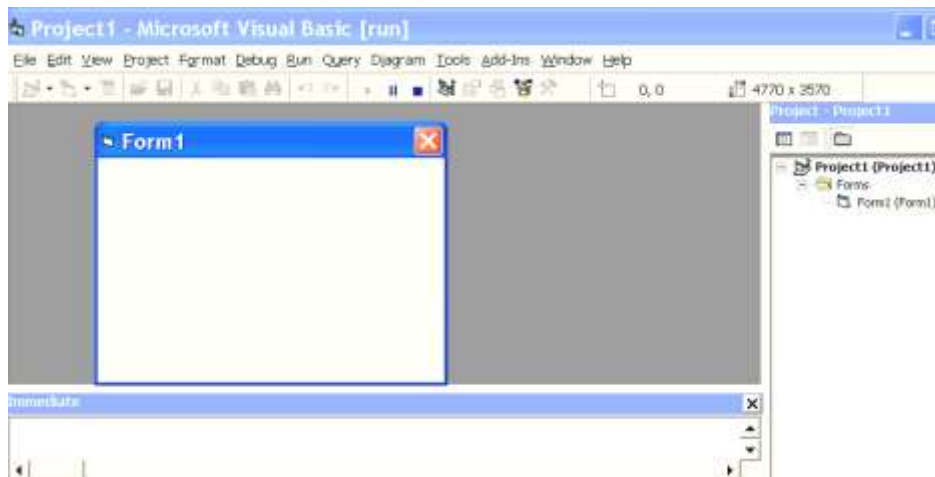 Project1 - Microsoft Visual Basic [run]
File Edit View Project Format Debug Run Query Diagram Tools Add-Ins Window Help
0, 0 4770 x 3570
Project - Project1
Form1
Project1 (Project1)
Forms
Form1 (Form1)
Immediate